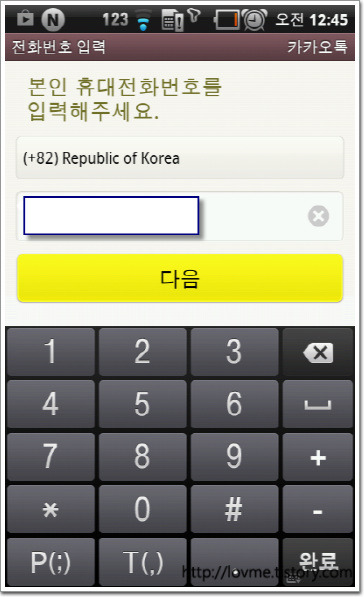 N 123 오전 12:45
전화번호 입력 카카오톡
본인 휴대전화번호를
입력해주세요.
(+82) Republic of Korea
다음
1 2 3
4 5 6
7 8 9 +
* 0 # -
P(;) T(,) . 완료
http://lovme.tistory.com